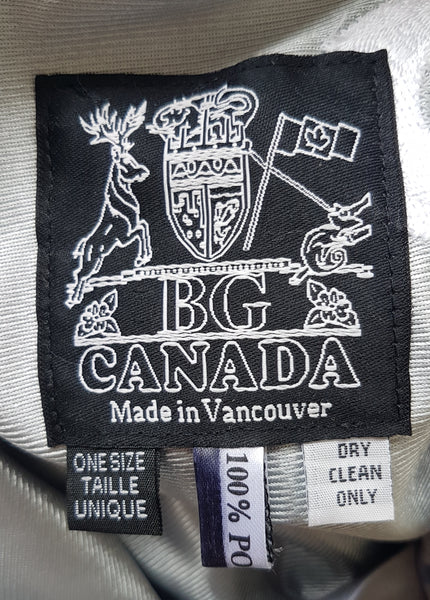 BG
CANADA
Made in Vancouver
ONE SIZE
TAILLE
UNIQUE
100% PO
DRY
CLEAN
ONLY